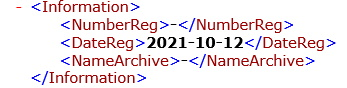 - <Information>
<NumberReg>-</NumberReg>
<DateReg>2021-10-12</DateReg>
<NameArchive>-</NameArchive>
</Information>